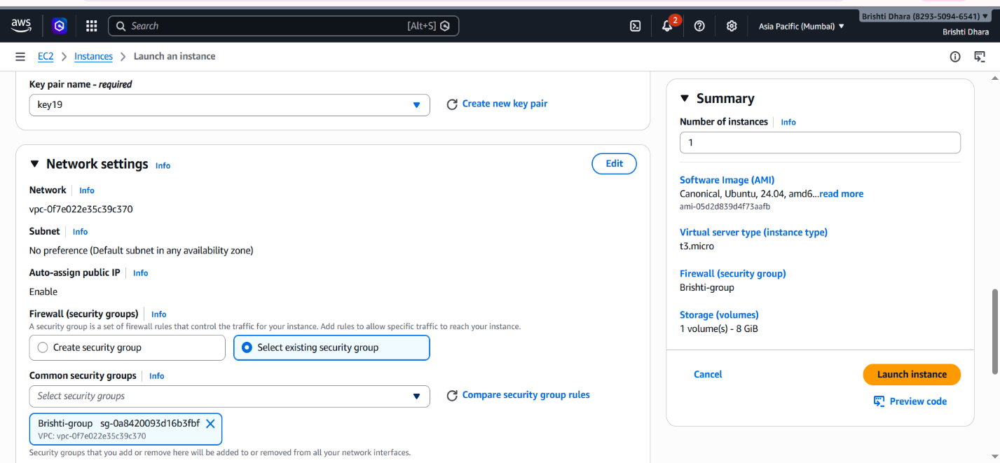 aws
Search [Alt+S]
2
Asia Pacific (Mumbai)
Brishti Dhara (8293-5094-6541)
Brishti Dhara
EC2 > Instances > Launch an instance
Key pair name - required
key19
Create new key pair
Network settings Info
Edit
Network Info
vpc-0f7e022e35c39c370
Subnet Info
No preference (Default subnet in any availability zone)
Auto-assign public IP Info
Enable
Firewall (security groups) Info
A security group is a set of firewall rules that control the traffic for your instance. Add rules to allow specific traffic to reach your instance.
Create security group
Select existing security group
Common security groups Info
Select security groups
Compare security group rules
Brishti-group sg-0a8420093d16b3fbf
VPC: vpc-0f7e022e35c39c370
Security groups that you add or remove here will be added to or removed from all your network interfaces.
Summary
Number of instances Info
1
Software Image (AMI)
Canonical, Ubuntu, 24.04, amd6...read more
ami-05d2d839d4f73aafb
Virtual server type (instance type)
t3.micro
Firewall (security group)
Brishti-group
Storage (volumes)
1 volume(s) - 8 GiB
Cancel
Launch instance
Preview code